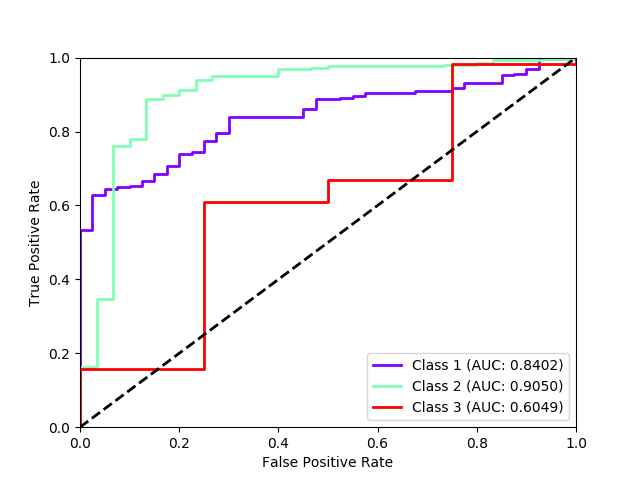 1.0
0.8
0.6
0.4
0.2
0.0
True Positive Rate
Class 1 (AUC: 0.8402)
Class 2 (AUC: 0.9050)
Class 3 (AUC: 0.6049)
0.0 0.2 0.4 0.6 0.8 1.0
False Positive Rate